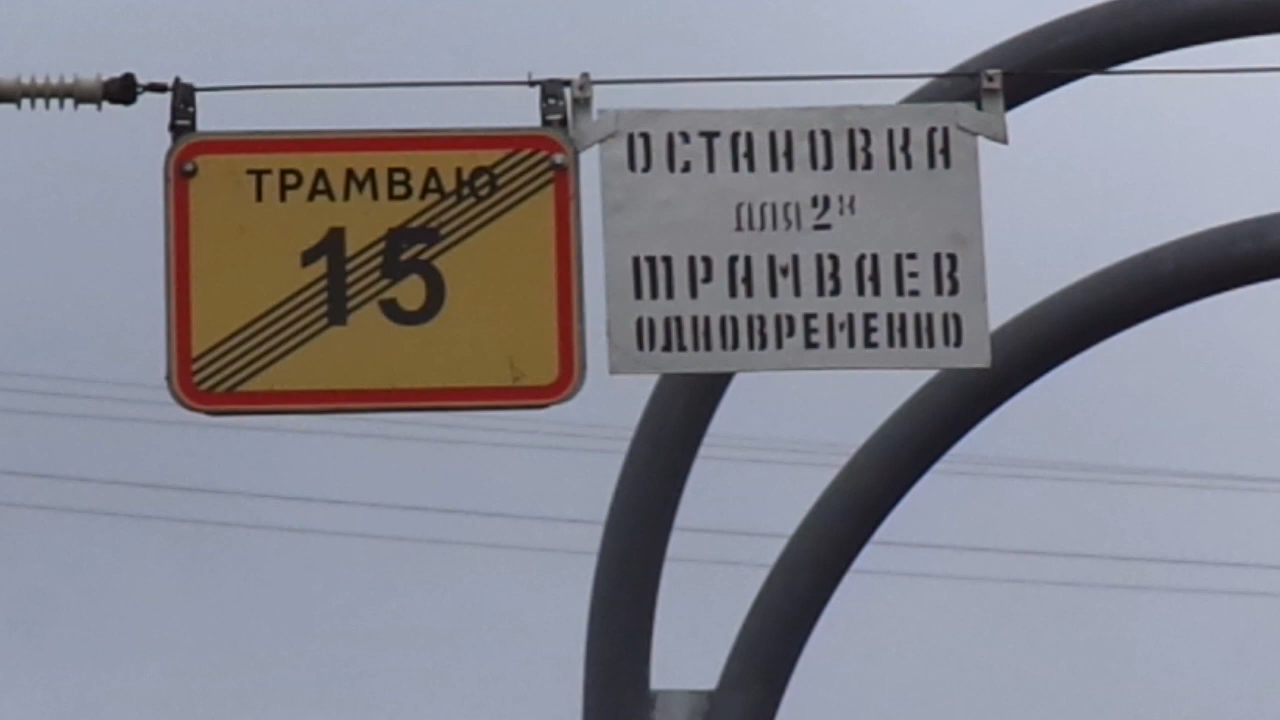 ТРАМВАЮ
15
ОСТАНОВКА
ДЛЯ 2х
ТРАМВАЕВ
ОДНОВРЕМЕННО